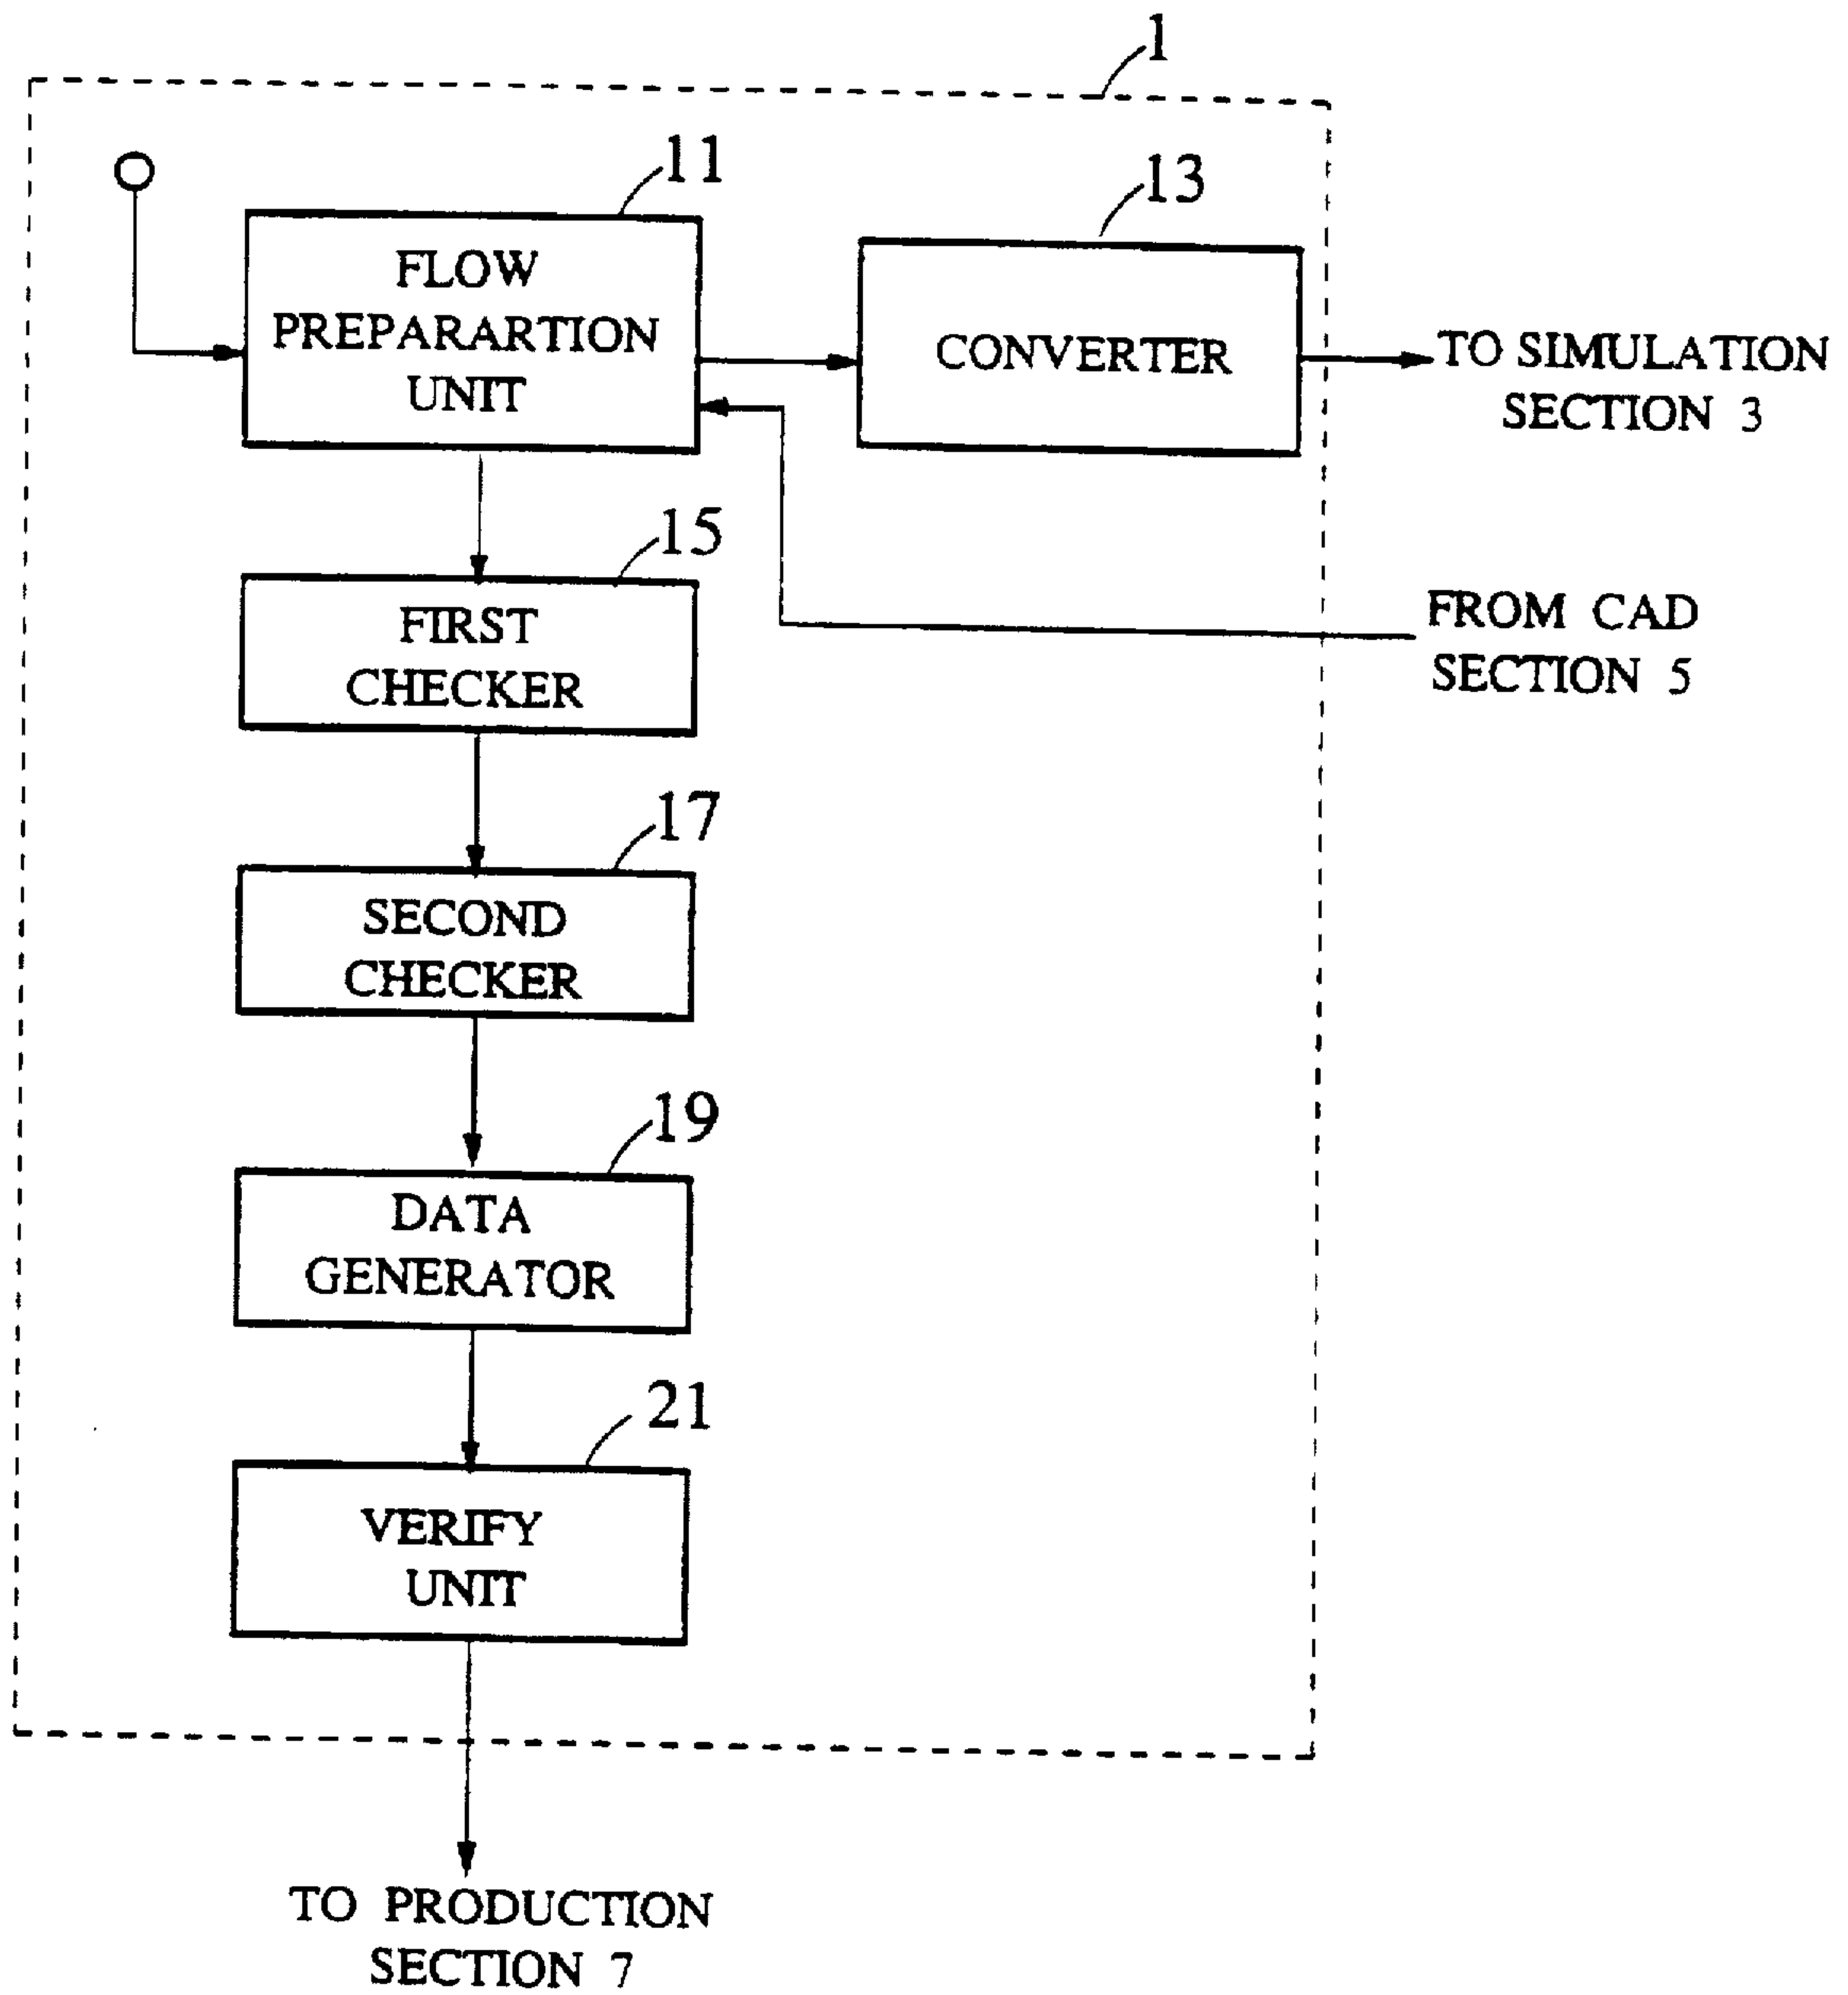 1
11
FLOW
PREPARARTION
UNIT
13
CONVERTER
TO SIMULATION
SECTION 3
15
FIRST
CHECKER
FROM CAD
SECTION 5
17
SECOND
CHECKER
19
DATA
GENERATOR
21
VERIFY
UNIT
TO PRODUCTION
SECTION 7